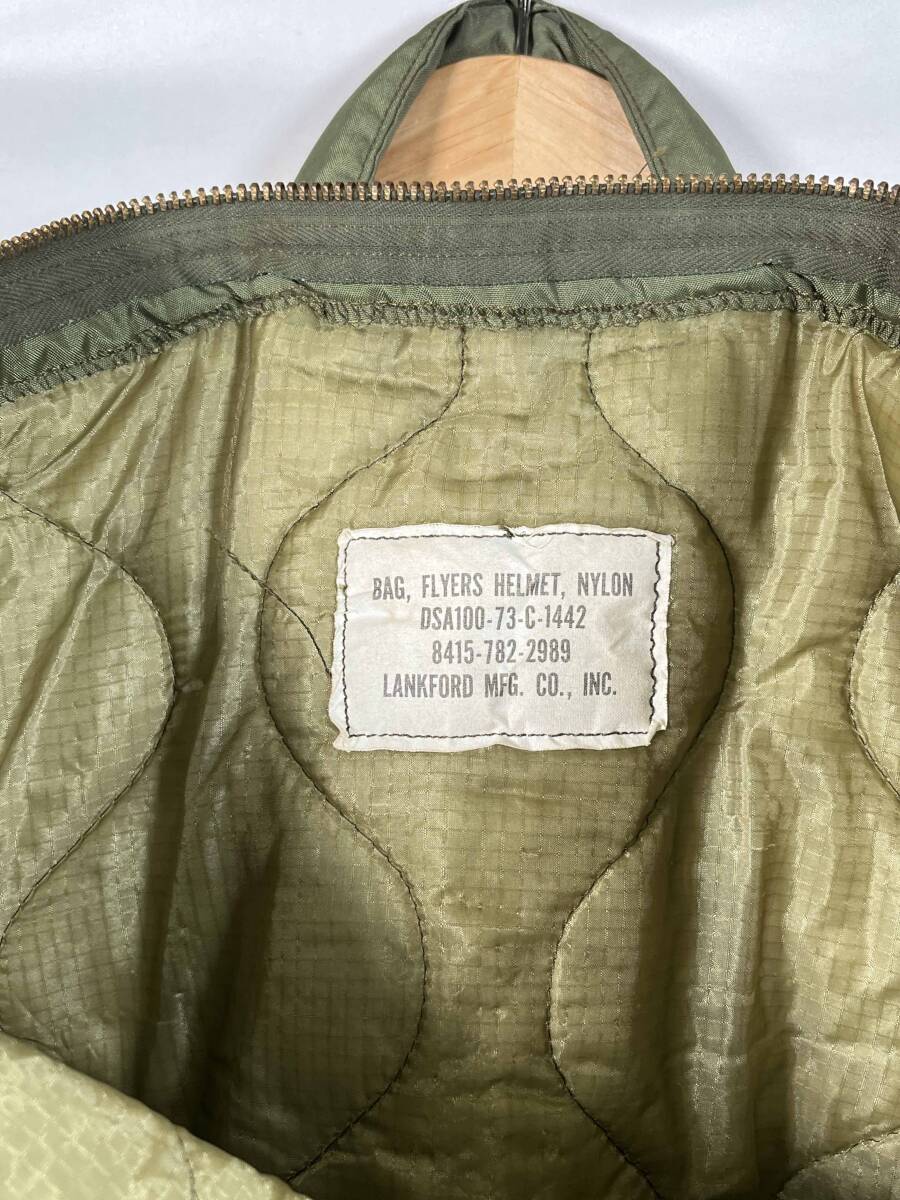 BAG, FLYERS HELMET, NYLON
DSA100-73-C-1442
8415-782-2989
LANKFORD MFG. CO., INC.